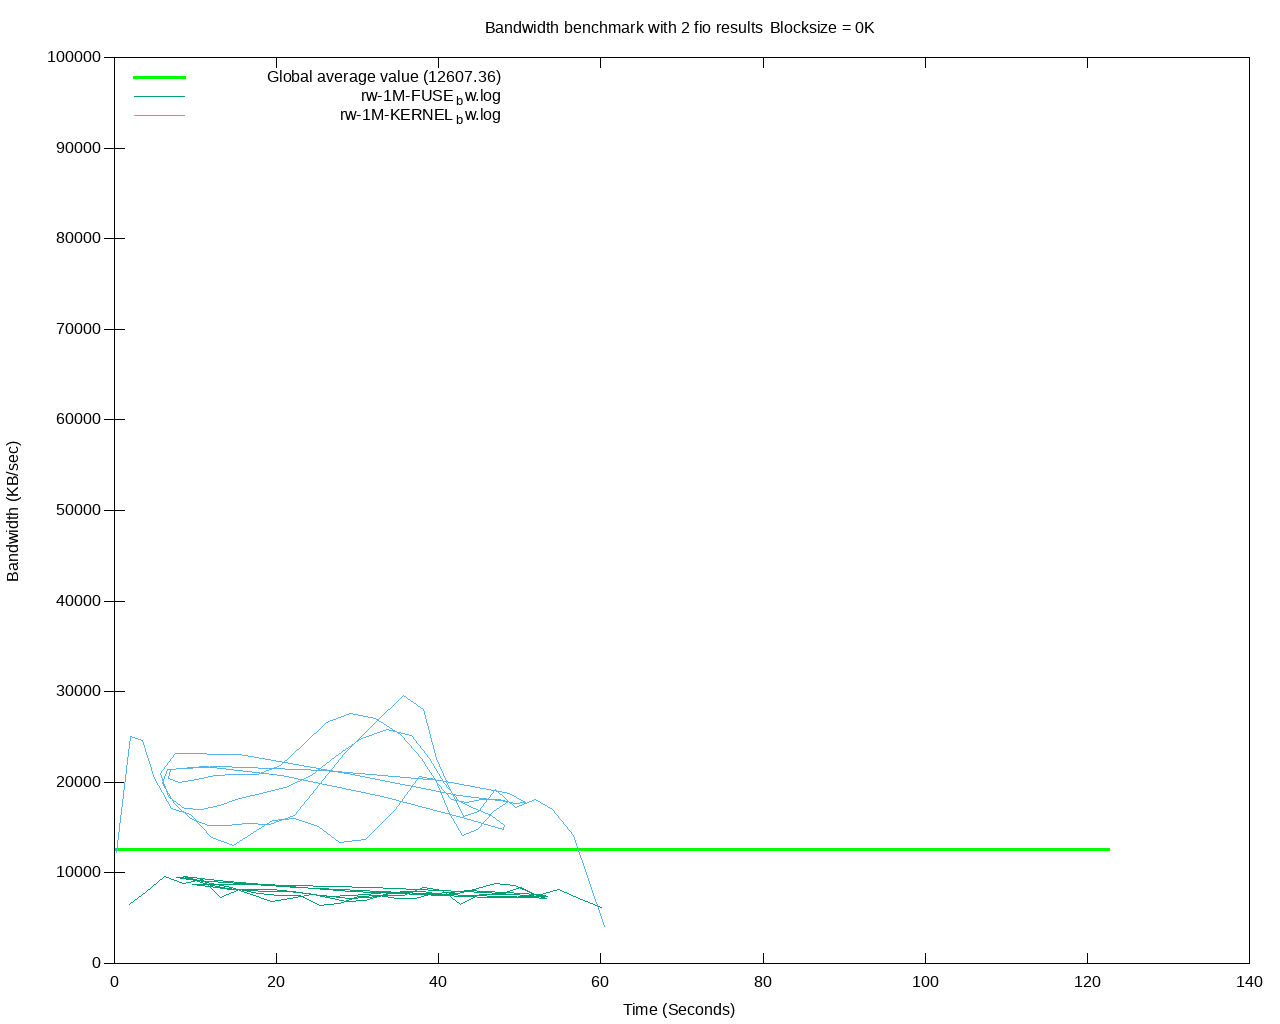 Bandwidth benchmark with 2 fio results Blocksize = 0K
100000
90000
80000
70000
60000
50000
40000
30000
20000
10000
0
Global average value (12607.36)
rw-1M-FUSE_bw.log
rw-1M-KERNEL_bw.log
Bandwidth (KB/sec)
0 20 40 60 80 100 120 140
Time (Seconds)